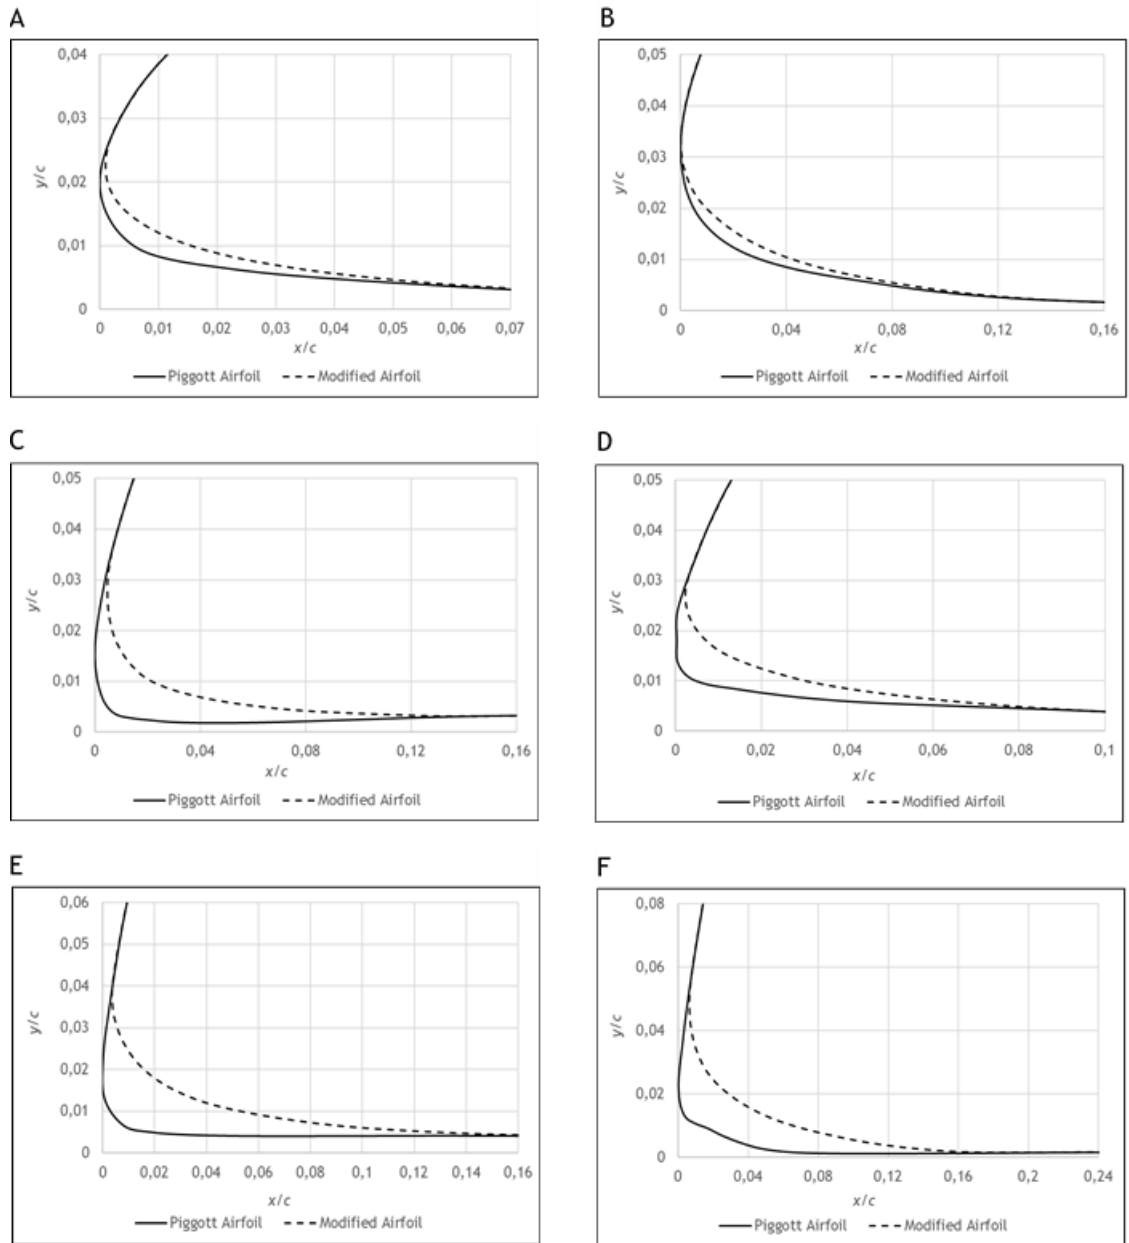 A
0,04
0,03
0,02
0,01
0
y/c
0 0,01 0,02 0,03 0,04 0,05 0,06 0,07
x/c
Piggott Airfoil Modified Airfoil
B
0,05
0,04
0,03
0,02
0,01
0
y/c
0 0,04 0,08 0,12 0,16
x/c
Piggott Airfoil Modified Airfoil
C
0,05
0,04
0,03
0,02
0,01
0
y/c
0 0,04 0,08 0,12 0,16
x/c
Piggott Airfoil Modified Airfoil
D
0,05
0,04
0,03
0,02
0,01
0
y/c
0 0,02 0,04 0,06 0,08 0,1
x/c
Piggott Airfoil Modified Airfoil
E
0,06
0,05
0,04
0,03
0,02
0,01
0
y/c
0 0,02 0,04 0,06 0,08 0,1 0,12 0,14 0,16
x/c
Piggott Airfoil Modified Airfoil
F
0,08
0,06
0,04
0,02
0
y/c
0 0,04 0,08 0,12 0,16 0,2 0,24
x/c
Piggott Airfoil Modified Airfoil